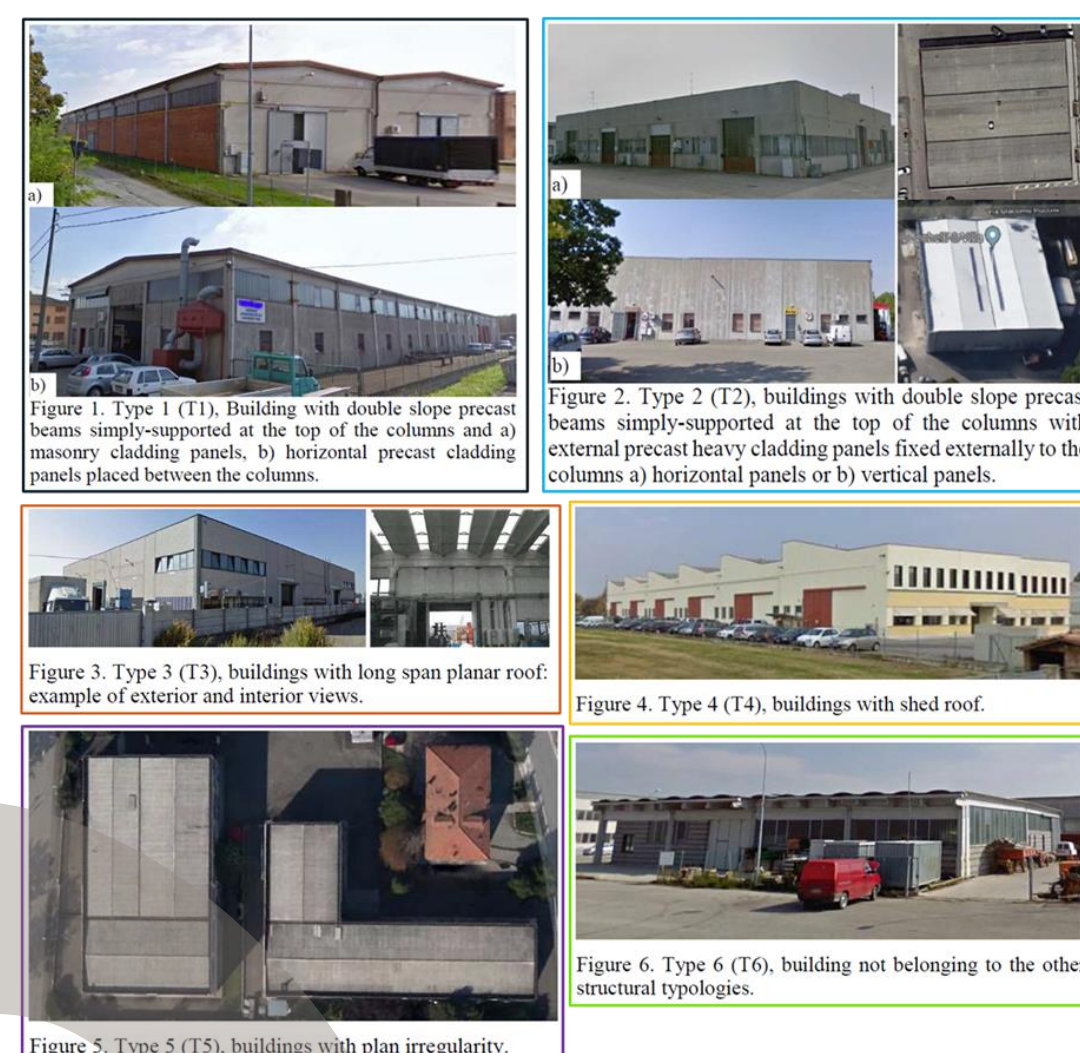 a)
b)
Figure 1. Type 1 (T1), Building with double slope precast
beams simply-supported at the top of the columns and a)
masonry cladding panels, b) horizontal precast cladding
panels placed between the columns.
a)
b)
Figure 2. Type 2 (T2), buildings with double slope precas
beams simply-supported at the top of the columns with
external precast heavy cladding panels fixed externally to the
columns a) horizontal panels or b) vertical panels.
Figure 3. Type 3 (T3), buildings with long span planar roof:
example of exterior and interior views.
Figure 4. Type 4 (T4), buildings with shed roof.
Figure 5. Type 5 (T5), buildings with plan irregularity.
Figure 6. Type 6 (T6), building not belonging to the other
structural typologies.